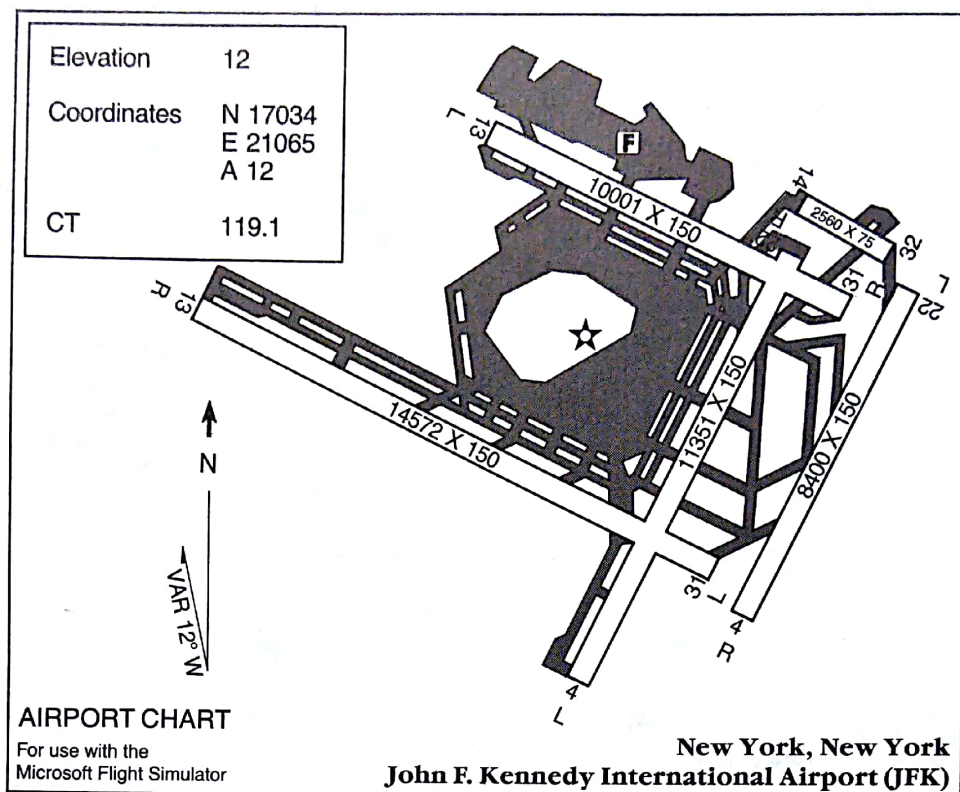 Elevation 12
Coordinates N 17034
E 21065
A 12
CT 119.1
L
13
F
10001 X 150
14
2560 X 75
32
31
R
L
22
R
13
14572 X 150
11351 X 150
8400 X 150
N
VAR 12° W
31
L
4
R
4
L
AIRPORT CHART
For use with the
Microsoft Flight Simulator
New York, New York
John F. Kennedy International Airport (JFK)